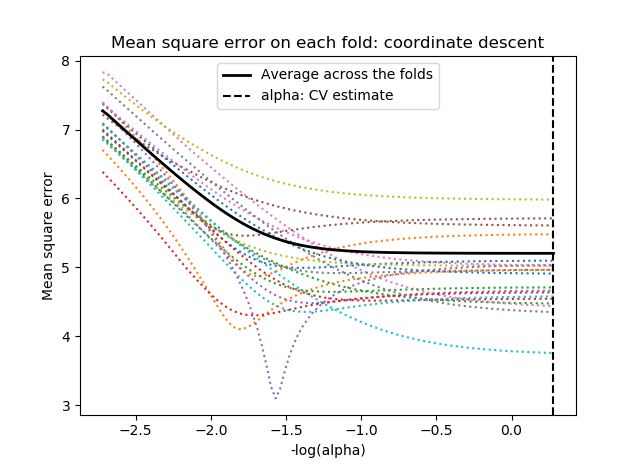 Mean square error on each fold: coordinate descent
Average across the folds
alpha: CV estimate
Mean square error
8
7
6
5
4
3
−2.5 −2.0 −1.5 −1.0 −0.5 0.0
-log(alpha)